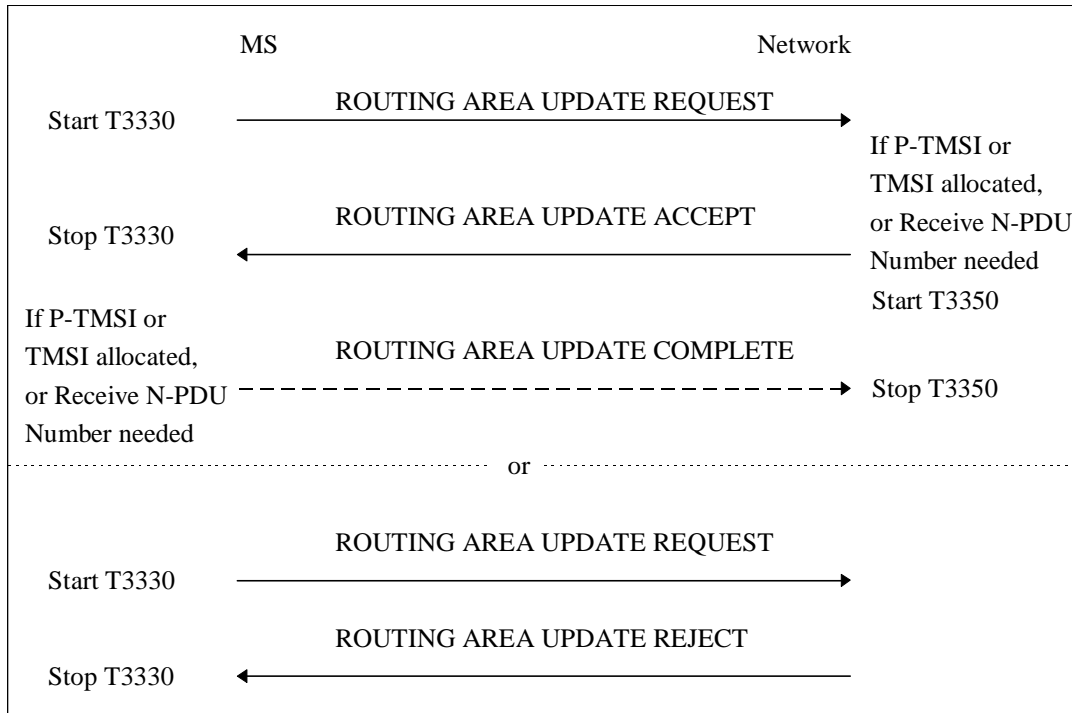 MS
Network
ROUTING AREA UPDATE REQUEST
Start T3330
If P-TMSI or
TMSI allocated,
or Receive N-PDU
Number needed
Start T3350
ROUTING AREA UPDATE ACCEPT
Stop T3330
If P-TMSI or
TMSI allocated,
or Receive N-PDU
Number needed
ROUTING AREA UPDATE COMPLETE
Stop T3350
or
ROUTING AREA UPDATE REQUEST
Start T3330
ROUTING AREA UPDATE REJECT
Stop T3330